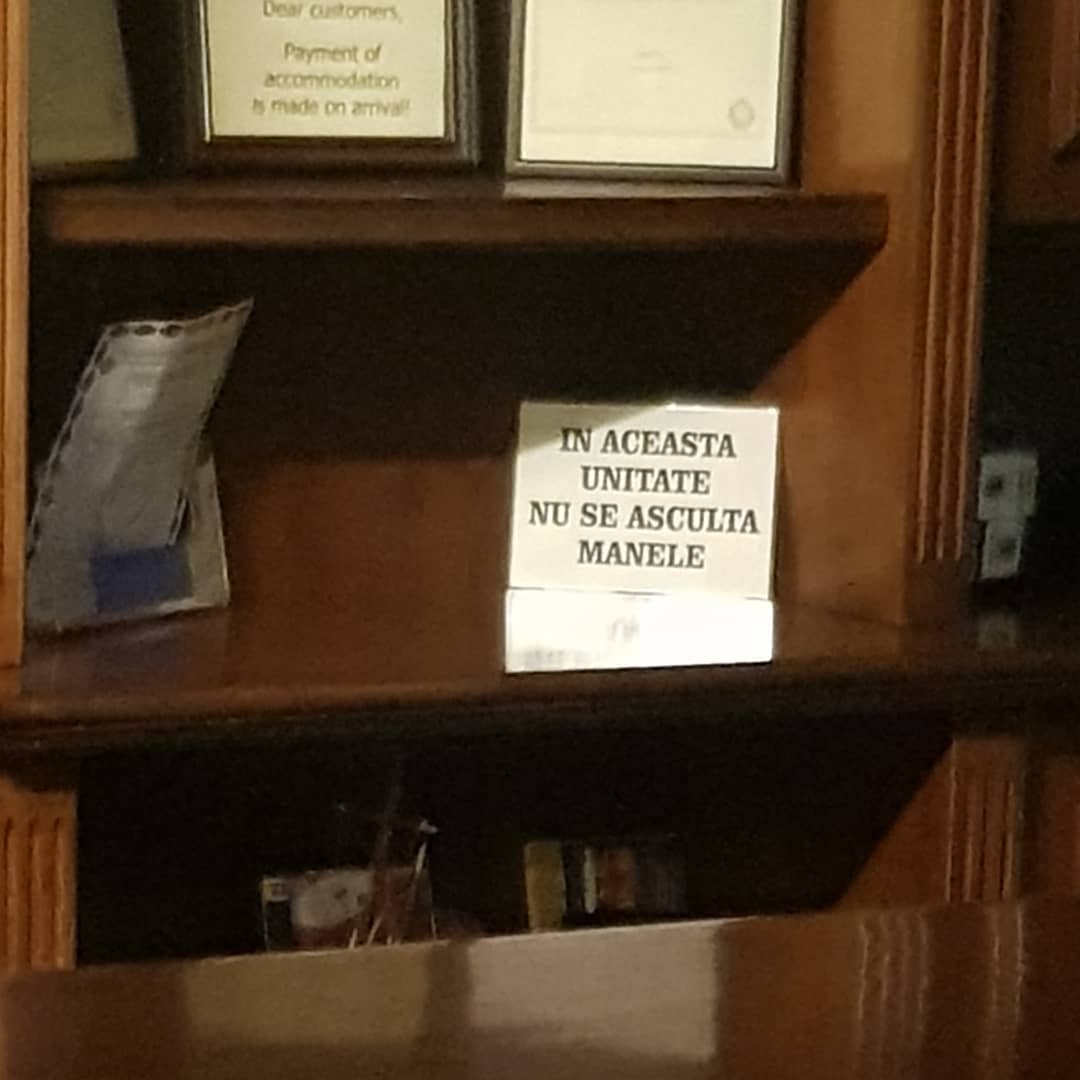 Dear customers,
Payment of
accommodation
is made on arrival!
IN ACEASTA
UNITATE
NU SE ASCULTA
MANELE